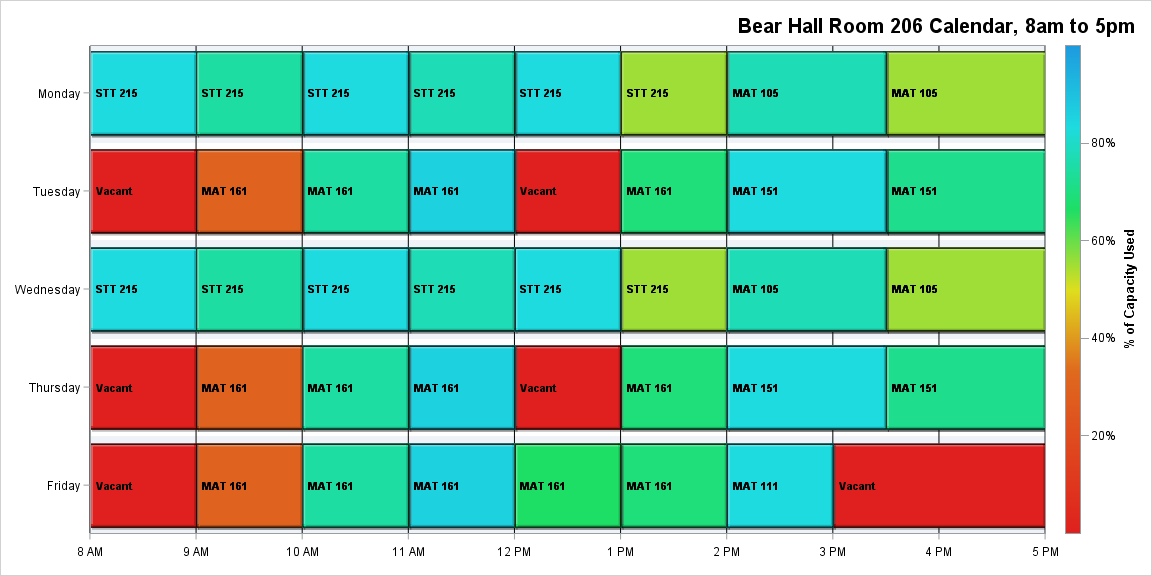 Bear Hall Room 206 Calendar, 8am to 5pm
Monday
STT 215 STT 215 STT 215 STT 215 STT 215 STT 215 MAT 105 MAT 105
80%
Tuesday
Vacant MAT 161 MAT 161 MAT 161 Vacant MAT 161 MAT 151 MAT 151
60%
% of Capacity Used
Wednesday
STT 215 STT 215 STT 215 STT 215 STT 215 STT 215 MAT 105 MAT 105
40%
Thursday
Vacant MAT 161 MAT 161 MAT 161 Vacant MAT 161 MAT 151 MAT 151
20%
Friday
Vacant MAT 161 MAT 161 MAT 161 MAT 161 MAT 161 MAT 111 Vacant
8 AM 9 AM 10 AM 11 AM 12 PM 1 PM 2 PM 3 PM 4 PM 5 PM